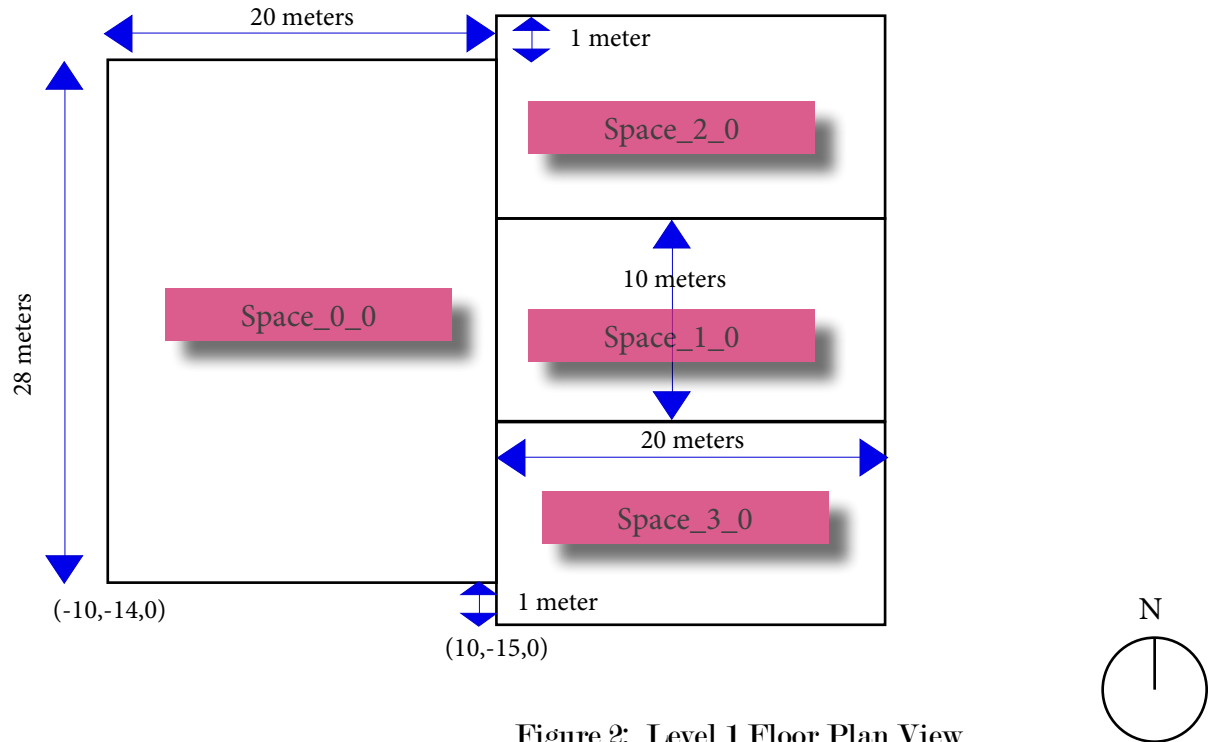 20 meters
1 meter
Space_2_0
28 meters
Space_0_0
10 meters
Space_1_0
20 meters
Space_3_0
(-10,-14,0)
1 meter
(10,-15,0)
N
Figure 2: Level 1 Floor Plan View